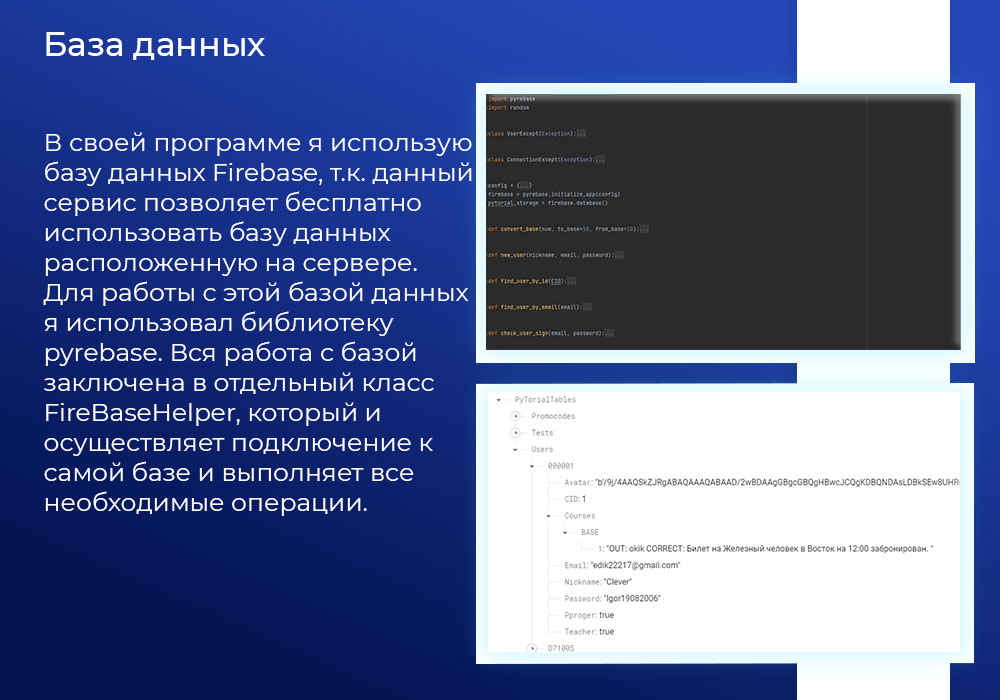 База данных
В своей программе я использую
базу данных Firebase, т.к. данный
сервис позволяет бесплатно
использовать базу данных
расположенную на сервере.
Для работы с этой базой данных
я использовал библиотеку
pyrebase. Вся работа с базой
заключена в отдельный класс
FireBaseHelper, который и
осуществляет подключение к
самой базе и выполняет все
необходимые операции.
import pyrebase
import random
class UserExcept(Exception):...
class ConnectionExcept(Exception):...
config = {...}
firebase = pyrebase.initialize_app(config)
pytorial_storage = firebase.database()
def convert_base(num, to_base=10, from_base=10):...
def new_user(nickname, email, password):...
def find_user_by_id(CID):...
def find_user_by_email(email):...
def check_user_sign(email, password):...
PyTorialTables
Promocodes
Tests
Users
000001
Avatar: "b'/9j/4AAQSkZJRgABAQAAAQABAAD/2wBDAAgGBgcGBQgHBwcJCQgKDBQNDAsLDBkSEw8UHR
CID: 1
Courses
BASE
1: "OUT: okik CORRECT: Билет на Железный человек в Восток на 12:00 забронирован. "
Email: "edik22217@gmail.com"
Nickname: "Clever"
Password: "Igor19082006"
Pproger: true
Teacher: true
D71005